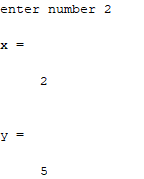 enter number 2
x =
2
y =
5